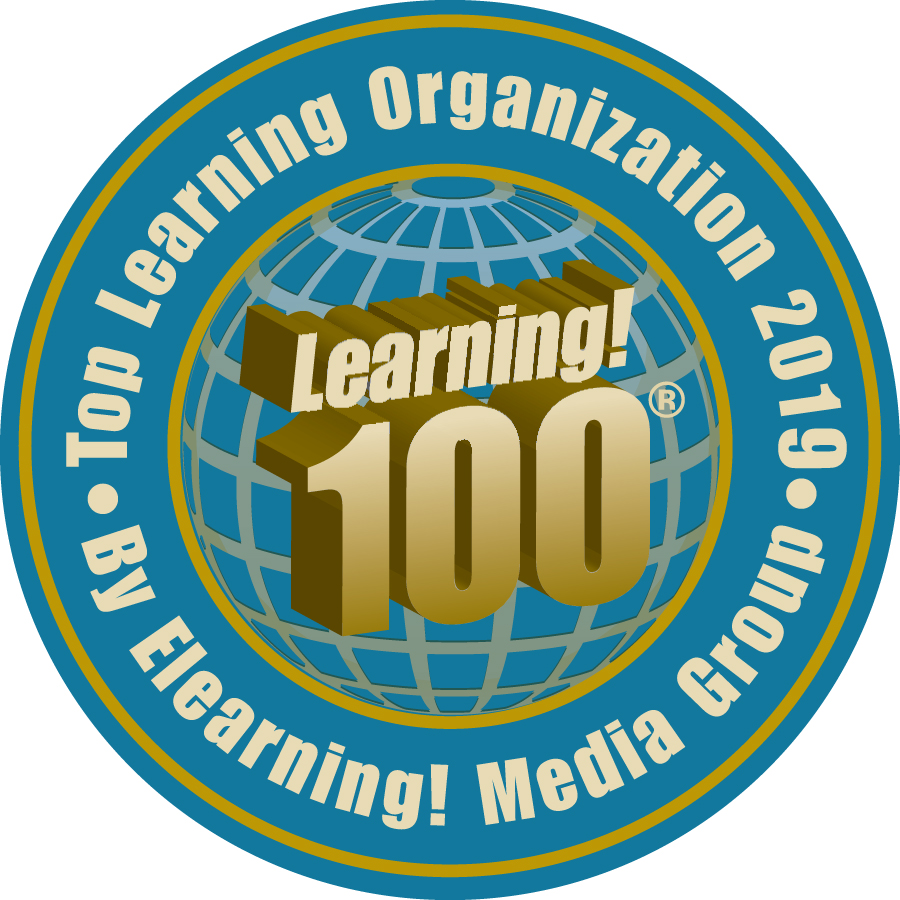 Top Learning Organization 2019
Learning!
100®
• By Elearning! Media Group •